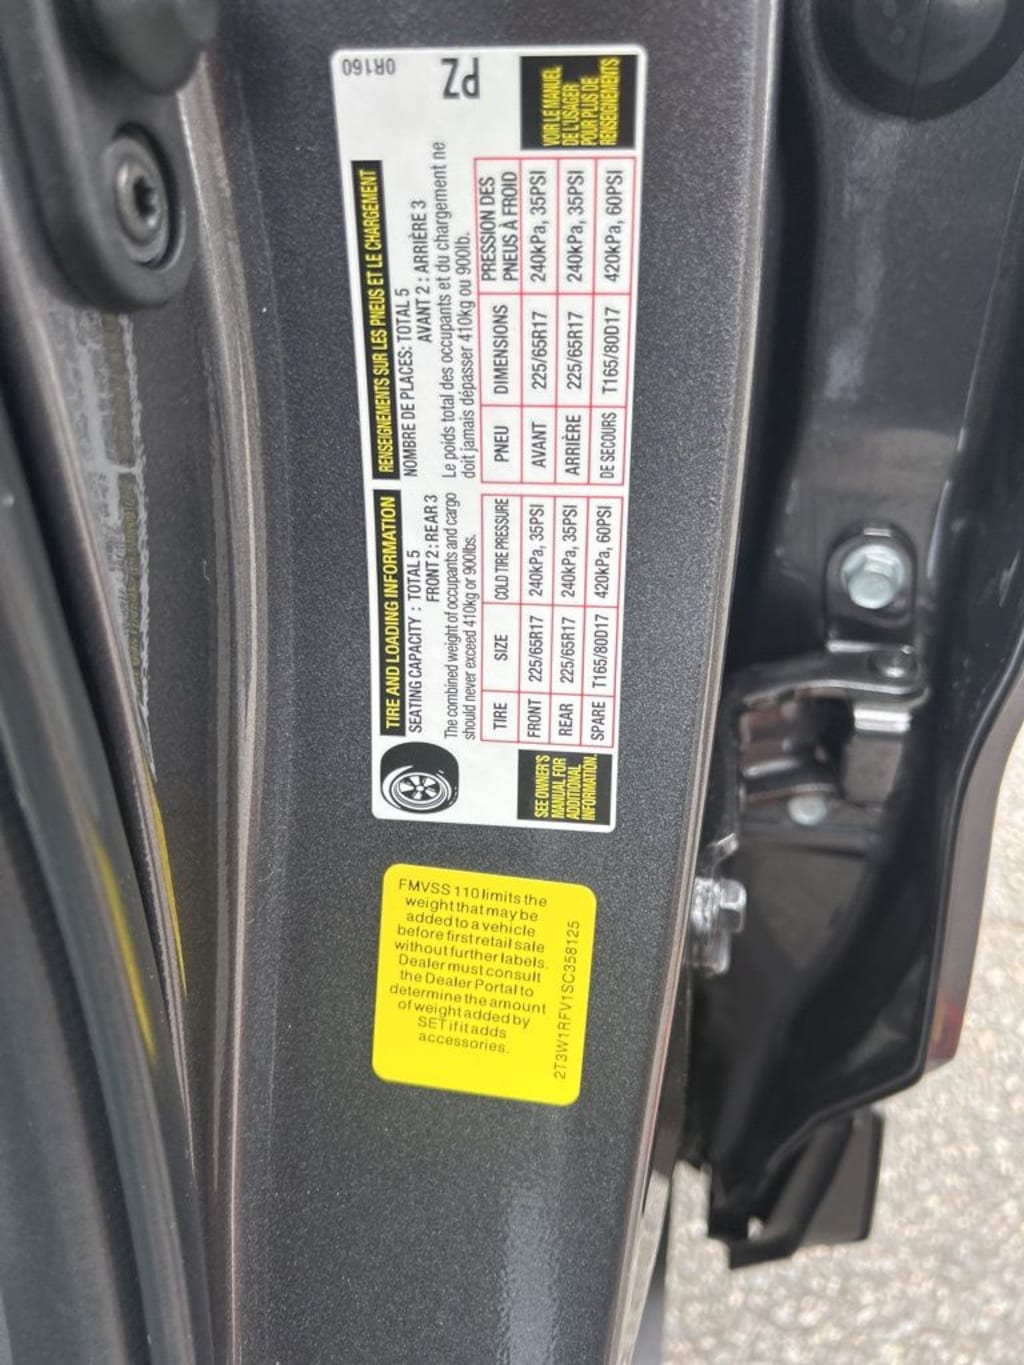 TIRE AND LOADING INFORMATION
SEATING CAPACITY : TOTAL 5
FRONT 2 : REAR 3
The combined weight of occupants and cargo
should never exceed 410kg or 900lbs.
TIRE SIZE COLD TIRE PRESSURE
FRONT 225/65R17 240kPa, 35PSI
REAR 225/65R17 240kPa, 35PSI
SPARE T165/80D17 420kPa, 60PSI
SEE OWNER'S
MANUAL FOR
ADDITIONAL
INFORMATION.
RENSEIGNEMENTS SUR LES PNEUS ET LE CHARGEMENT
NOMBRE DE PLACES: TOTAL 5
AVANT 2 : ARRIÈRE 3
Le poids total des occupants et du chargement ne
doit jamais dépasser 410kg ou 900lb.
PNEU DIMENSIONS PRESSION DES
PNEUS À FROID
AVANT 225/65R17 240kPa, 35PSI
ARRIÈRE 225/65R17 240kPa, 35PSI
DE SECOURS T165/80D17 420kPa, 60PSI
VOIR LE MANUEL
DE L'USAGER
POUR PLUS DE
RENSEIGNEMENTS
0R160
PZ
FMVSS 110 limits the
weight that may be
added to a vehicle
before first retail sale
without further labels.
Dealer must consult
the Dealer Portal to
determine the amount
of weight added by
SET if it adds
accessories.
2T3W1RFV1SC358125